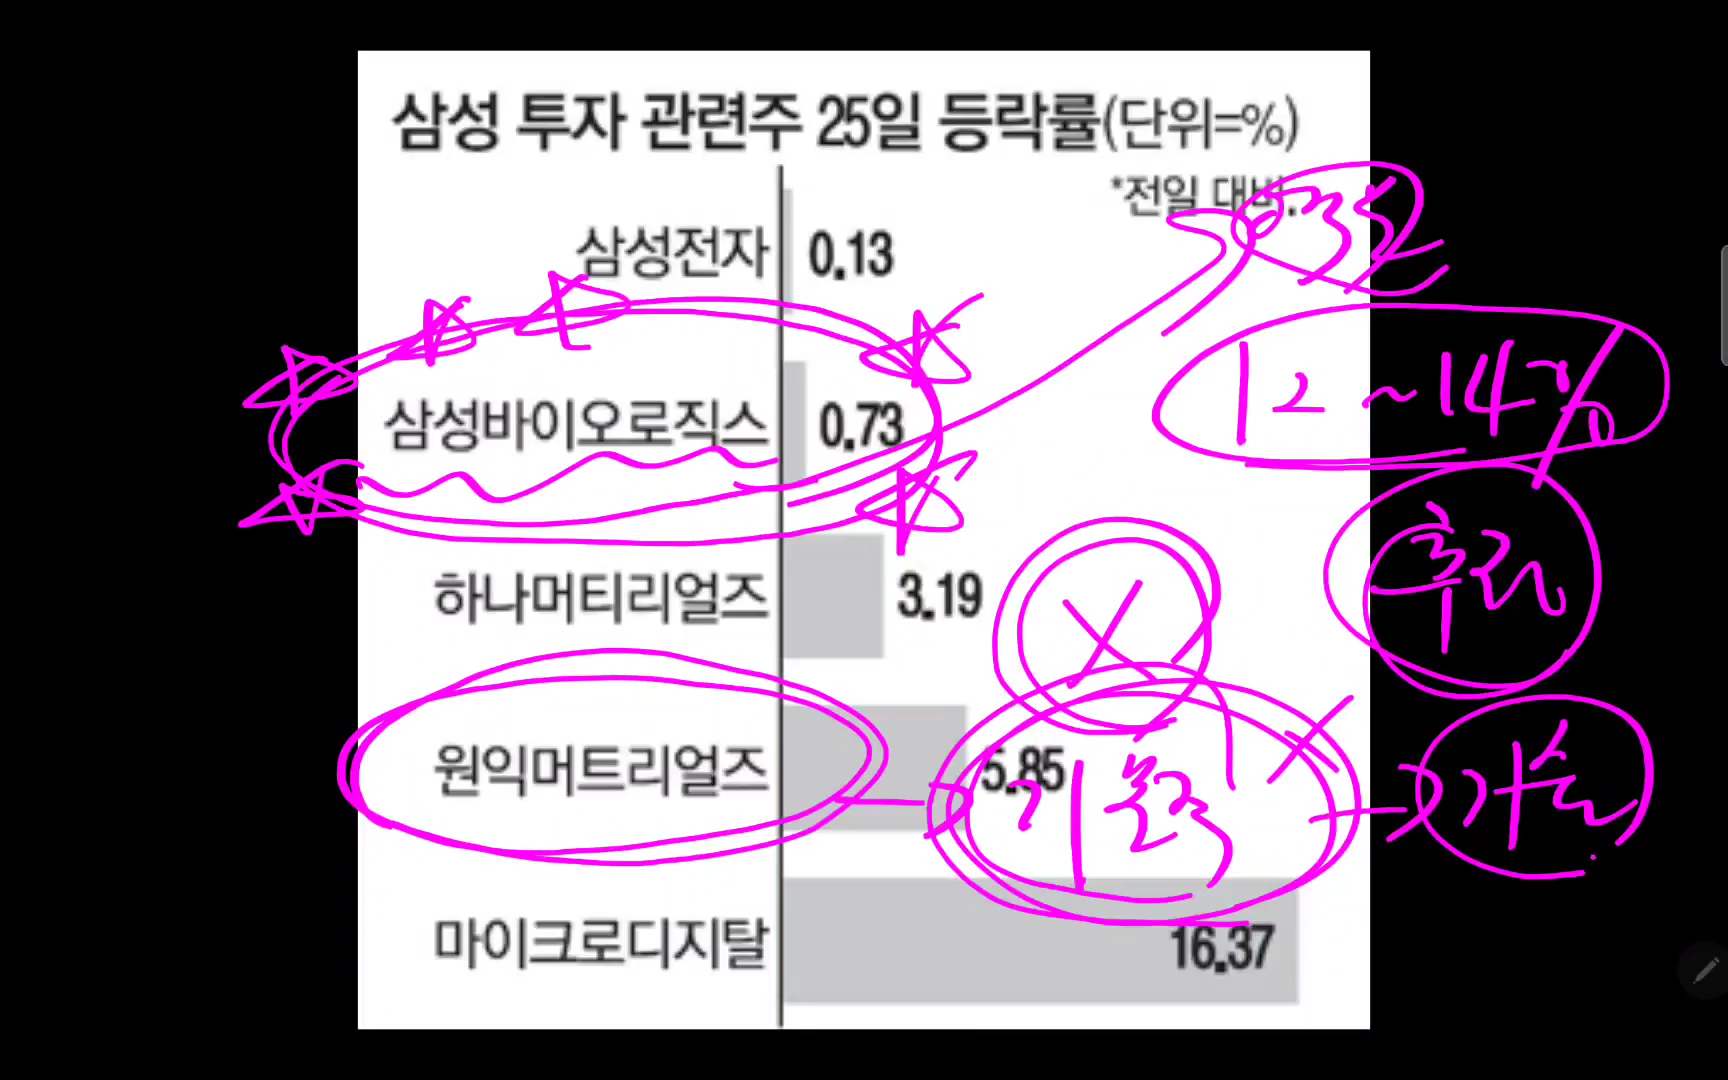 삼성 투자 관련주 25일 등락률(단위=%)
*전일 대비.
삼성전자 0.13
삼성바이오로직스 0.73
12~14%
하나머티리얼즈 3.19
X
원익머트리얼즈 5.85
마이크로디지탈 16.37